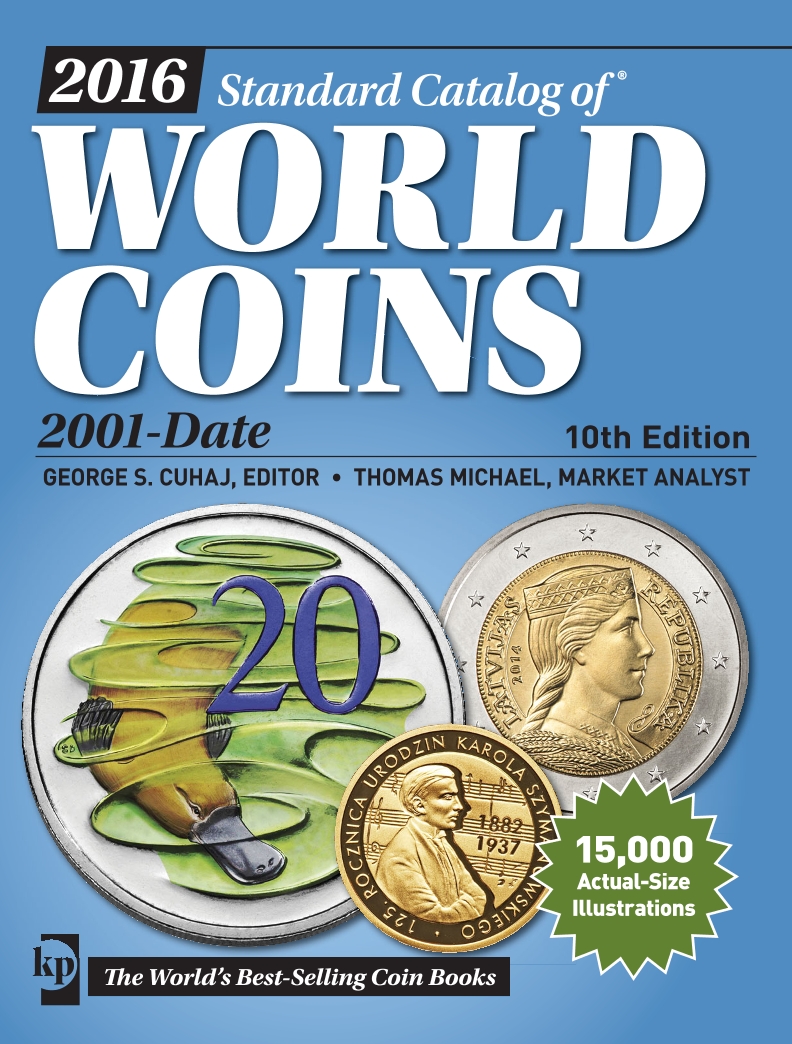 2016 Standard Catalog of®
WORLD
COINS
2001-Date
10th Edition
GEORGE S. CUHAJ, EDITOR • THOMAS MICHAEL, MARKET ANALYST
20
LATVIJAS REPUBLIKA
2014
125. ROCZNICA URODZIN KAROLA
1882
1937
15,000
Actual-Size
Illustrations
kp
The World's Best-Selling Coin Books